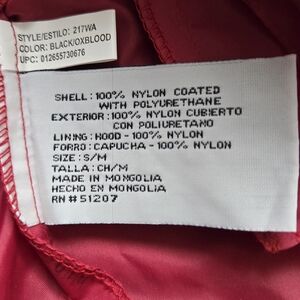 STYLE/ESTILO: 217WA
COLOR: BLACK/OXBLOOD
UPC: 012655730676
SHELL: 100% NYLON COATED
WITH POLYURETHANE
EXTERIOR: 100% NYLON CUBIERTO
CON POLIURETANO
LINING: HOOD - 100% NYLON
FORRO: CAPUCHA - 100% NYLON
SIZE: S/M
TALLA: CH/M
MADE IN MONGOLIA
HECHO EN MONGOLIA
RN # 51207